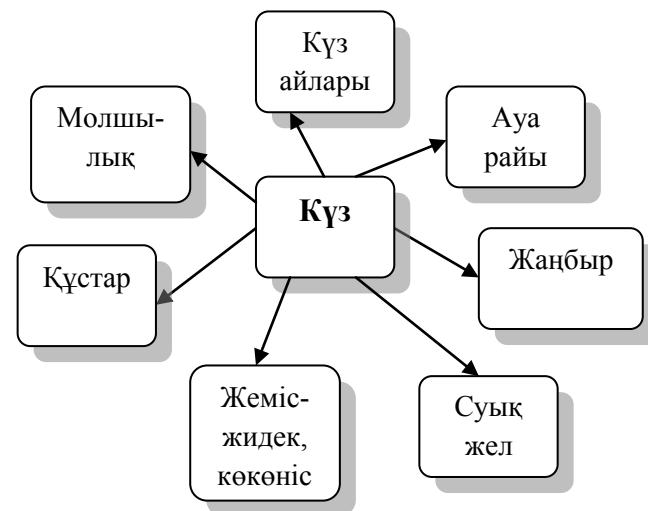 Күз
айлары
Молшы-
лық
Ауа
райы
Күз
Құстар
Жаңбыр
Жеміс-
жидек,
көкөніс
Суық
жел